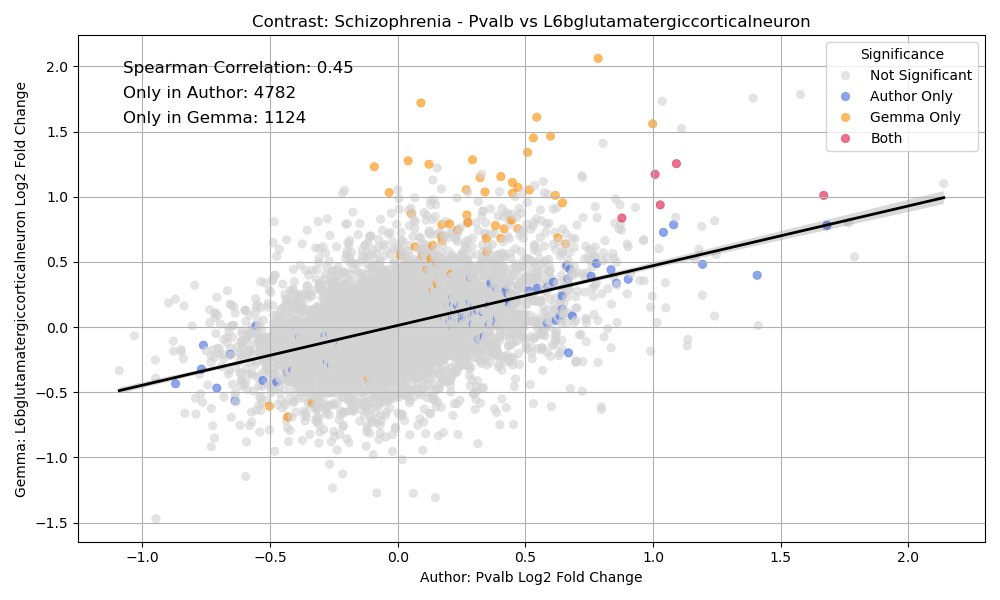 Contrast: Schizophrenia - Pvalb vs L6bglutamatergiccorticalneuron
Spearman Correlation: 0.45
Only in Author: 4782
Only in Gemma: 1124
Significance
Not Significant
Author Only
Gemma Only
Both
Gemma: L6bglutamatergiccorticalneuron Log2 Fold Change
2.0
1.5
1.0
0.5
0.0
−0.5
−1.0
−1.5
−1.0
−0.5
0.0
0.5
1.0
1.5
2.0
Author: Pvalb Log2 Fold Change